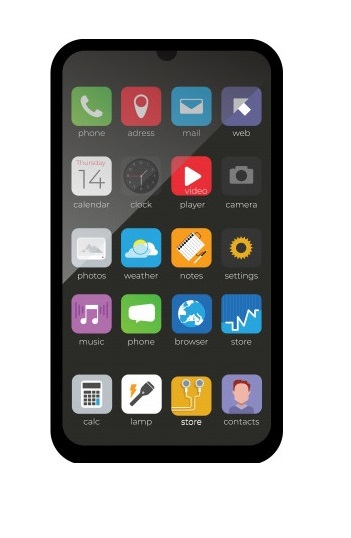 phone adress mail web
Thursday
14
video
calendar clock player camera
photos weather notes settings
music phone browser store
calc lamp store contacts